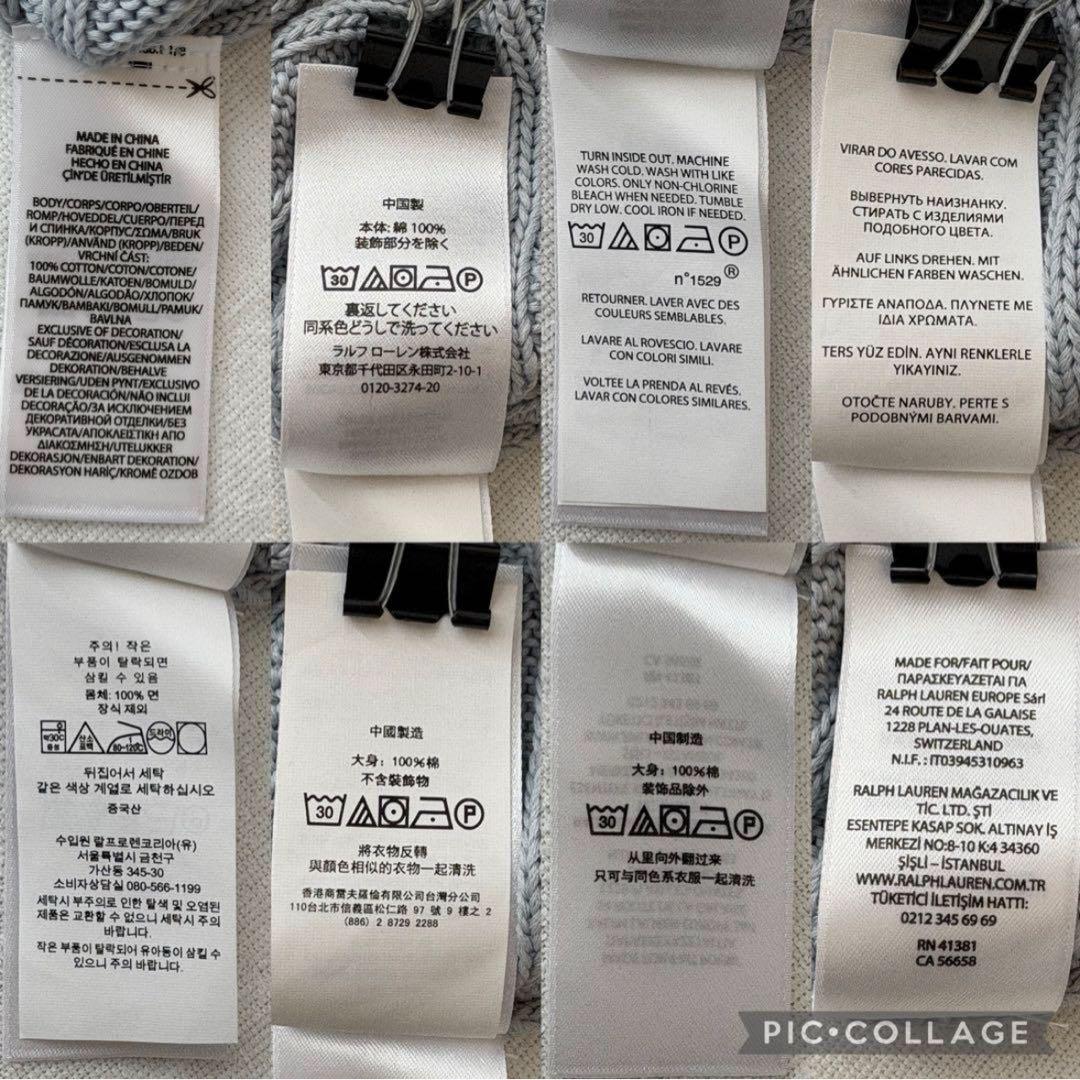 MADE IN CHINA
FABRIQUÉ EN CHINE
HECHO EN CHINA
ÇİN'DE ÜRETİLMİŞTİR
BODY/CORPS/CORPO/OBERTEIL/
ROMP/HOVEDDEL/CUERPO/ПЕРЕД
И СПИНКА/КОРПУС/ΣΩΜΑ/BRUK
(KROPP)/ANVÄND (KROPP)/BEDEN/
VRCHNÍ ČÁST:
100% COTTON/COTON/COTONE/
BAUMWOLLE/KATOEN/BOMULD/
ALGODÓN/ALGODÃO/ХЛОПОК/
ПАМУК/ΒΑΜΒΑΚΙ/BOMULL/PAMUK/
BAVLNA
EXCLUSIVE OF DECORATION/
SAUF DÉCORATION/ESCLUSA LA
DECORAZIONE/AUSGENOMMEN
DEKORATION/BEHALVE
VERSIERING/UDEN PYNT/EXCLUSIVO
DE LA DECORACIÓN/NÃO INCLUI
DECORAÇÃO/ЗА ИСКЛЮЧЕНИЕМ
ДЕКОРАТИВНОЙ ОТДЕЛКИ/БЕЗ
УКРАСАТА/ΑΠΟΚΛΕΙΣΤΙΚΗ ΑΠΟ
ΔΙΑΚΟΣΜΗΣΗ/UTELUKKER
DEKORASJON/ENBART DEKORATION/
DEKORASYON HARİÇ/KROMĚ OZDOB
中国製
本体: 綿 100%
装飾部分を除く
30 P
裏返してください
同系色どうしで洗ってください
ラルフ ローレン株式会社
東京都千代田区永田町2-10-1
0120-3274-20
TURN INSIDE OUT. MACHINE
WASH COLD. WASH WITH LIKE
COLORS. ONLY NON-CHLORINE
BLEACH WHEN NEEDED. TUMBLE
DRY LOW. COOL IRON IF NEEDED.
30 P
n°1529®
RETOURNER. LAVER AVEC DES
COULEURS SEMBLABLES.
LAVARE AL ROVESCIO. LAVARE
CON COLORI SIMILI.
VOLTEE LA PRENDA AL REVÉS.
LAVAR CON COLORES SIMILARES.
VIRAR DO AVESSO. LAVAR COM
CORES PARECIDAS.
ВЫВЕРНУТЬ НАИЗНАНКУ.
СТИРАТЬ С ИЗДЕЛИЯМИ
ПОДОБНОГО ЦВЕТА.
AUF LINKS DREHEN. MIT
ÄHNLICHEN FARBEN WASCHEN.
ΓΥΡΙΣΤΕ ΑΝΑΠΟΔΑ. ΠΛΥΝΕΤΕ ΜΕ
ΙΔΙΑ ΧΡΩΜΑΤΑ.
TERS YÜZ EDİN. AYNI RENKLERLE
YIKAYINIZ.
OTOČTE NARUBY. PERTE S
PODOBNÝMI BARVAMI.
주의! 작은
부품이 탈락되면
삼킬 수 있음
몸체: 100% 면
장식 제외
약30℃ 중성 산소 표백 80-120℃ 드라이
뒤집어서 세탁
같은 색상 계열로 세탁하십시오
중국산
수입원 랄프로렌코리아(유)
서울특별시 금천구
가산동 345-30
소비자상담실 080-566-1199
세탁시 부주의로 인한 탈색 및 오염된
제품은 교환할 수 없으니 세탁시 주의
바랍니다.
작은 부품이 탈락되어 유아동이 삼킬 수
있으니 주의 바랍니다.
中國製造
大身: 100%棉
不含裝飾物
30 P
將衣物反轉
與顏色相似的衣物一起清洗
香港商雷夫羅倫有限公司台灣分公司
110台北市信義區松仁路 97 號 9 樓之 2
(886) 2 8729 2288
中国制造
大身: 100%棉
装饰品除外
30 P
从里向外翻过来
只可与同色系衣服一起清洗
MADE FOR/FAIT POUR/
ΠΑΡΑΣΚΕΥΑΖΕΤΑΙ ΓΙΑ
RALPH LAUREN EUROPE Sárl
24 ROUTE DE LA GALAISE
1228 PLAN-LES-OUATES,
SWITZERLAND
N.I.F. : IT03945310963
RALPH LAUREN MAĞAZACILIK VE
TİC. LTD. ŞTİ
ESENTEPE KASAP SOK. ALTINAY İŞ
MERKEZİ NO:8-10 K:4 34360
ŞİŞLİ – İSTANBUL
WWW.RALPHLAUREN.COM.TR
TÜKETİCİ İLETİŞİM HATTI:
0212 345 69 69
RN 41381
CA 56658
PIC•COLLAGE